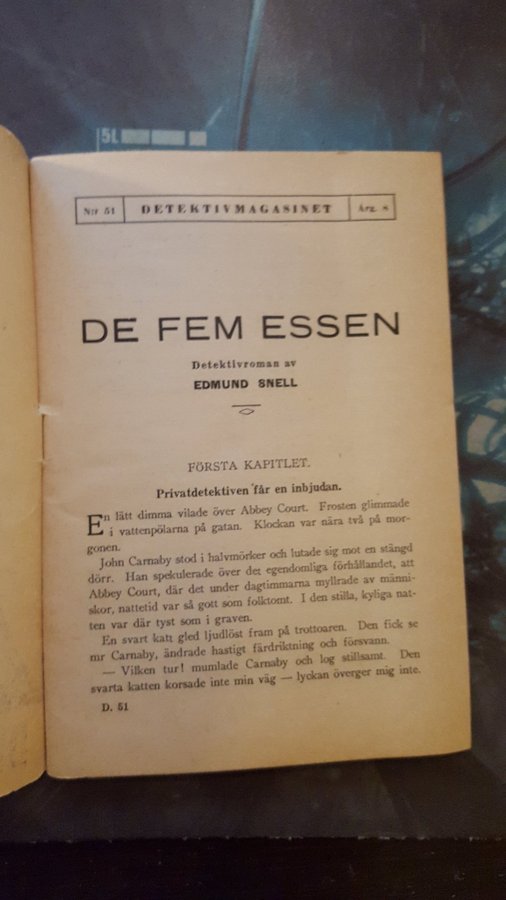 5L
N:r 51 DETEKTIVMAGASINET Årg. 8
DE FEM ESSEN
Detektivroman av
EDMUND SNELL
FÖRSTA KAPITLET.
Privatdetektiven får en inbjudan.
En lätt dimma vilade över Abbey Court. Frosten glimmade
i vattenpölarna på gatan. Klockan var nära två på mor-
gonen.
John Carnaby stod i halvmörker och lutade sig mot en stängd
dörr. Han spekulerade över det egendomliga förhållandet, att
Abbey Court, där det under dagtimmarna myllrade av männi-
skor, nattetid var så gott som folktomt. I den stilla, kyliga nat-
ten var där tyst som i graven.
En svart katt gled ljudlöst fram på trottoaren. Den fick se
mr Carnaby, ändrade hastigt färdriktning och försvann.
— Vilken tur! mumlade Carnaby och log stillsamt. Den
svarta katten korsade inte min väg — lyckan överger mig inte.
D. 51